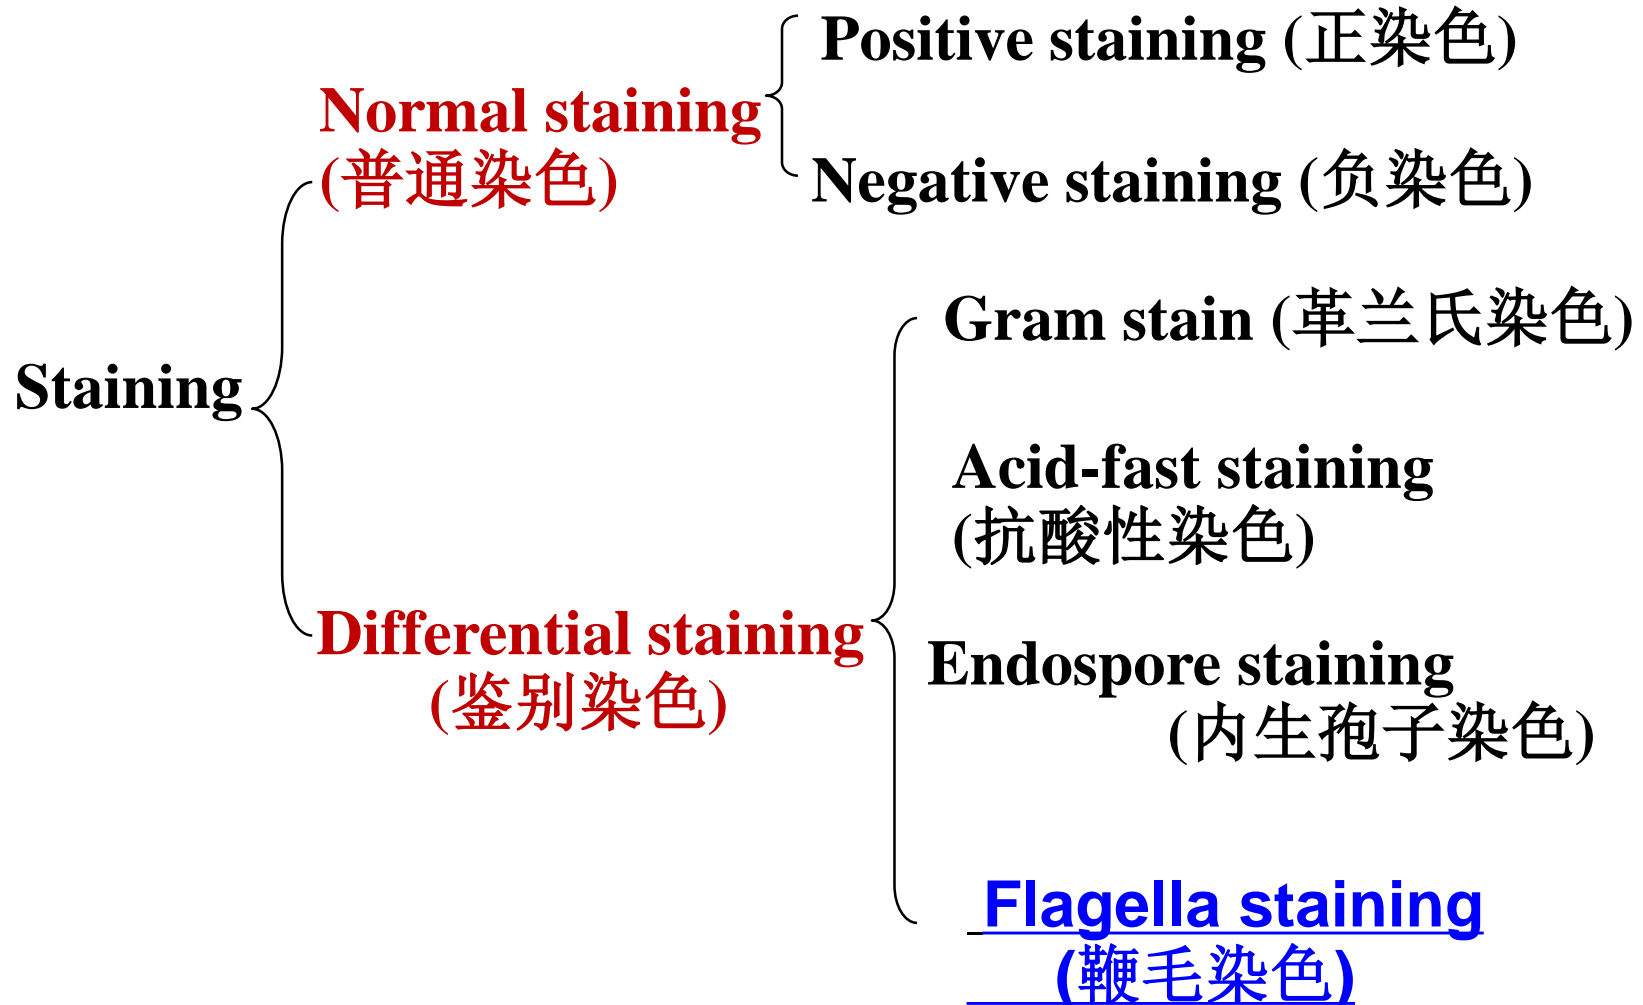 Positive staining (正染色)
Normal staining
(普通染色)
Negative staining (负染色)
Gram stain (革兰氏染色)
Staining
Acid-fast staining
(抗酸性染色)
Differential staining
(鉴别染色)
Endospore staining
(内生孢子染色)
Flagella staining
(鞭毛染色)